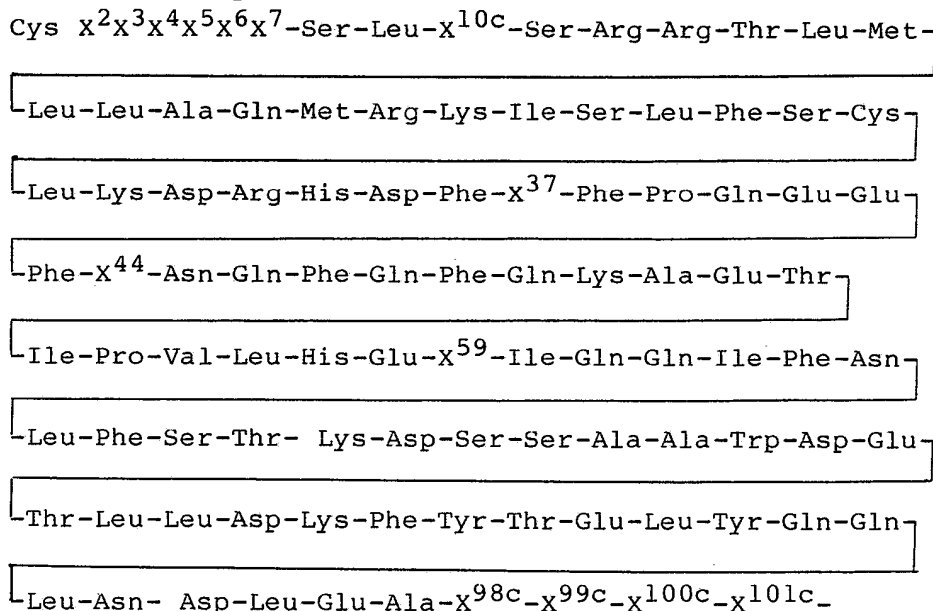 Cys X²X³X⁴X⁵X⁶X⁷-Ser-Leu-X¹⁰ᶜ-Ser-Arg-Arg-Thr-Leu-Met-
-Leu-Leu-Ala-Gln-Met-Arg-Lys-Ile-Ser-Leu-Phe-Ser-Cys
-Leu-Lys-Asp-Arg-His-Asp-Phe-X³⁷-Phe-Pro-Gln-Glu-Glu
-Phe-X⁴⁴-Asn-Gln-Phe-Gln-Phe-Gln-Lys-Ala-Glu-Thr
-Ile-Pro-Val-Leu-His-Glu-X⁵⁹-Ile-Gln-Gln-Ile-Phe-Asn
-Leu-Phe-Ser-Thr- Lys-Asp-Ser-Ser-Ala-Ala-Trp-Asp-Glu
-Thr-Leu-Leu-Asp-Lys-Phe-Tyr-Thr-Glu-Leu-Tyr-Gln-Gln
-Leu-Asn- Asp-Leu-Glu-Ala-X⁹⁸ᶜ-X⁹⁹ᶜ-X¹⁰⁰ᶜ-X¹⁰¹ᶜ-